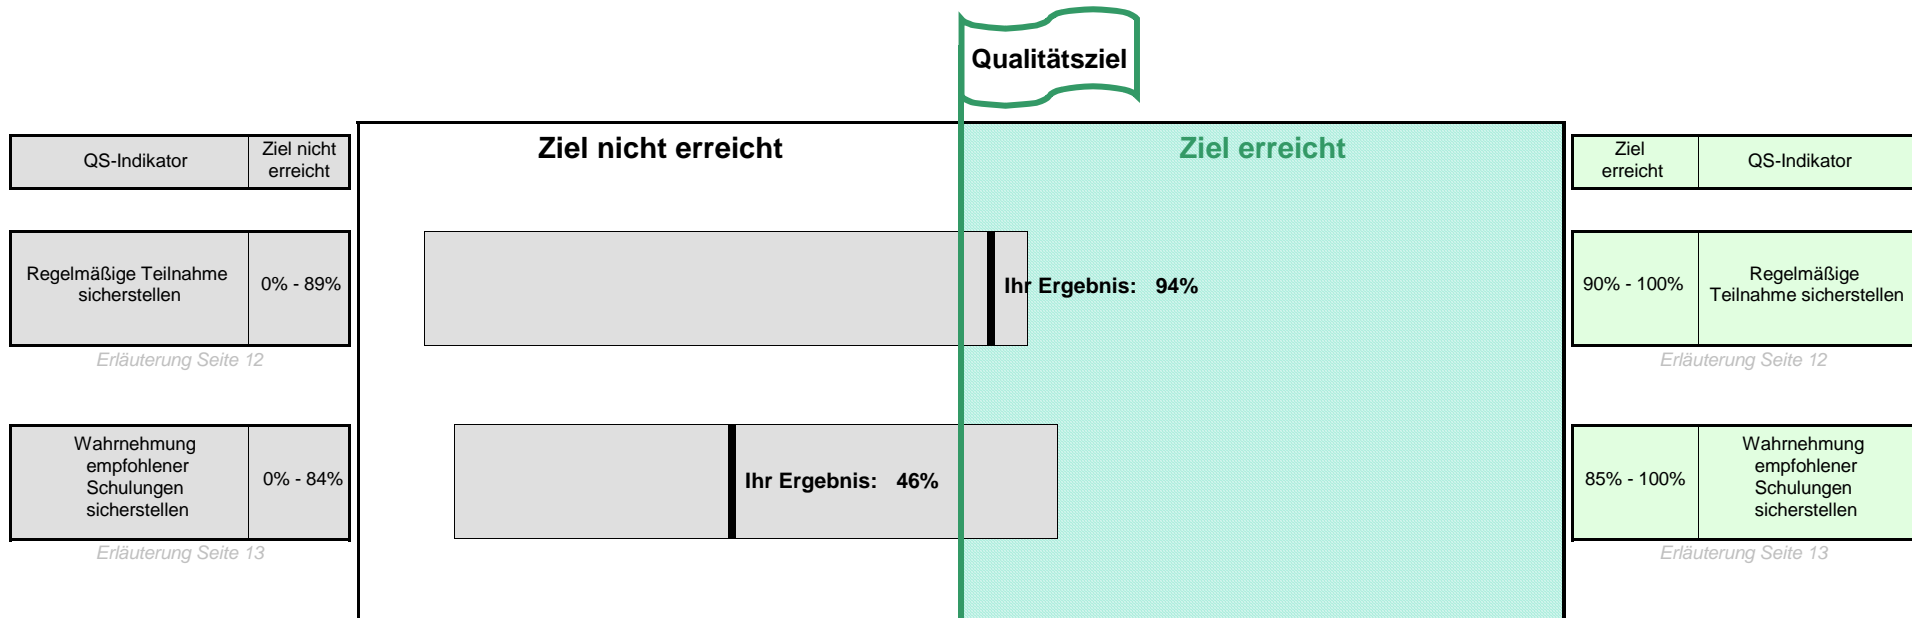 Qualitätsziel
Ziel nicht erreicht
Ziel erreicht
QS-Indikator
Ziel nicht
erreicht
Ziel
erreicht
QS-Indikator
Regelmäßige Teilnahme
sicherstellen
0% - 89%
Ihr Ergebnis: 94%
90% - 100%
Regelmäßige
Teilnahme sicherstellen
Erläuterung Seite 12
Erläuterung Seite 12
Wahrnehmung
empfohlener
Schulungen
sicherstellen
0% - 84%
Ihr Ergebnis: 46%
85% - 100%
Wahrnehmung
empfohlener
Schulungen
sicherstellen
Erläuterung Seite 13
Erläuterung Seite 13